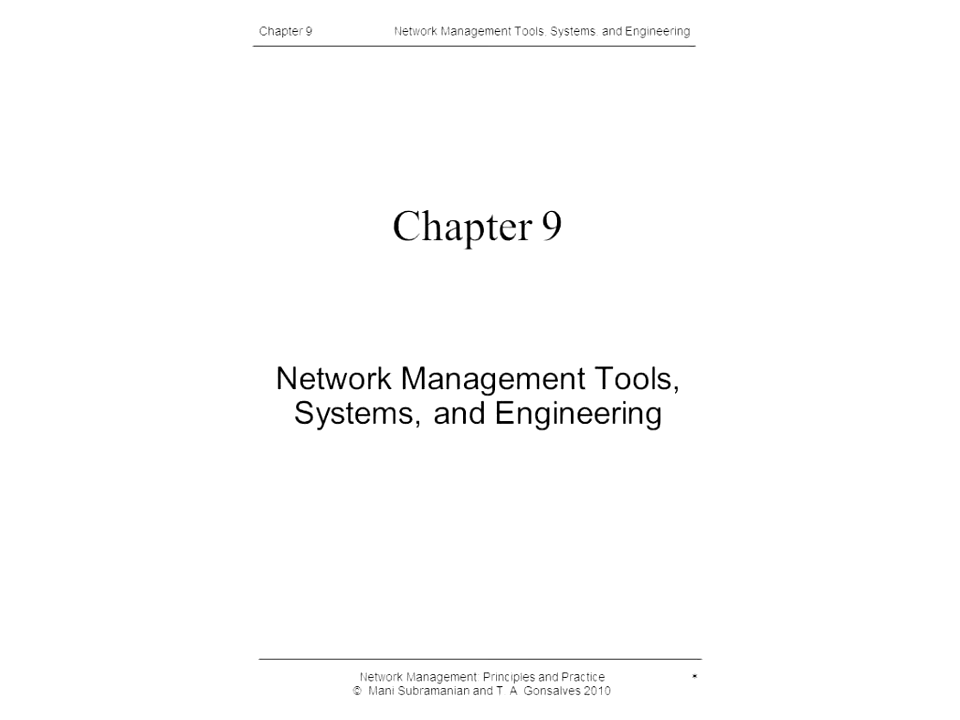 Chapter 9 Network Management Tools, Systems, and Engineering
Chapter 9
Network Management Tools,
Systems, and Engineering
Network Management: Principles and Practice *
© Mani Subramanian and T. A. Gonsalves 2010